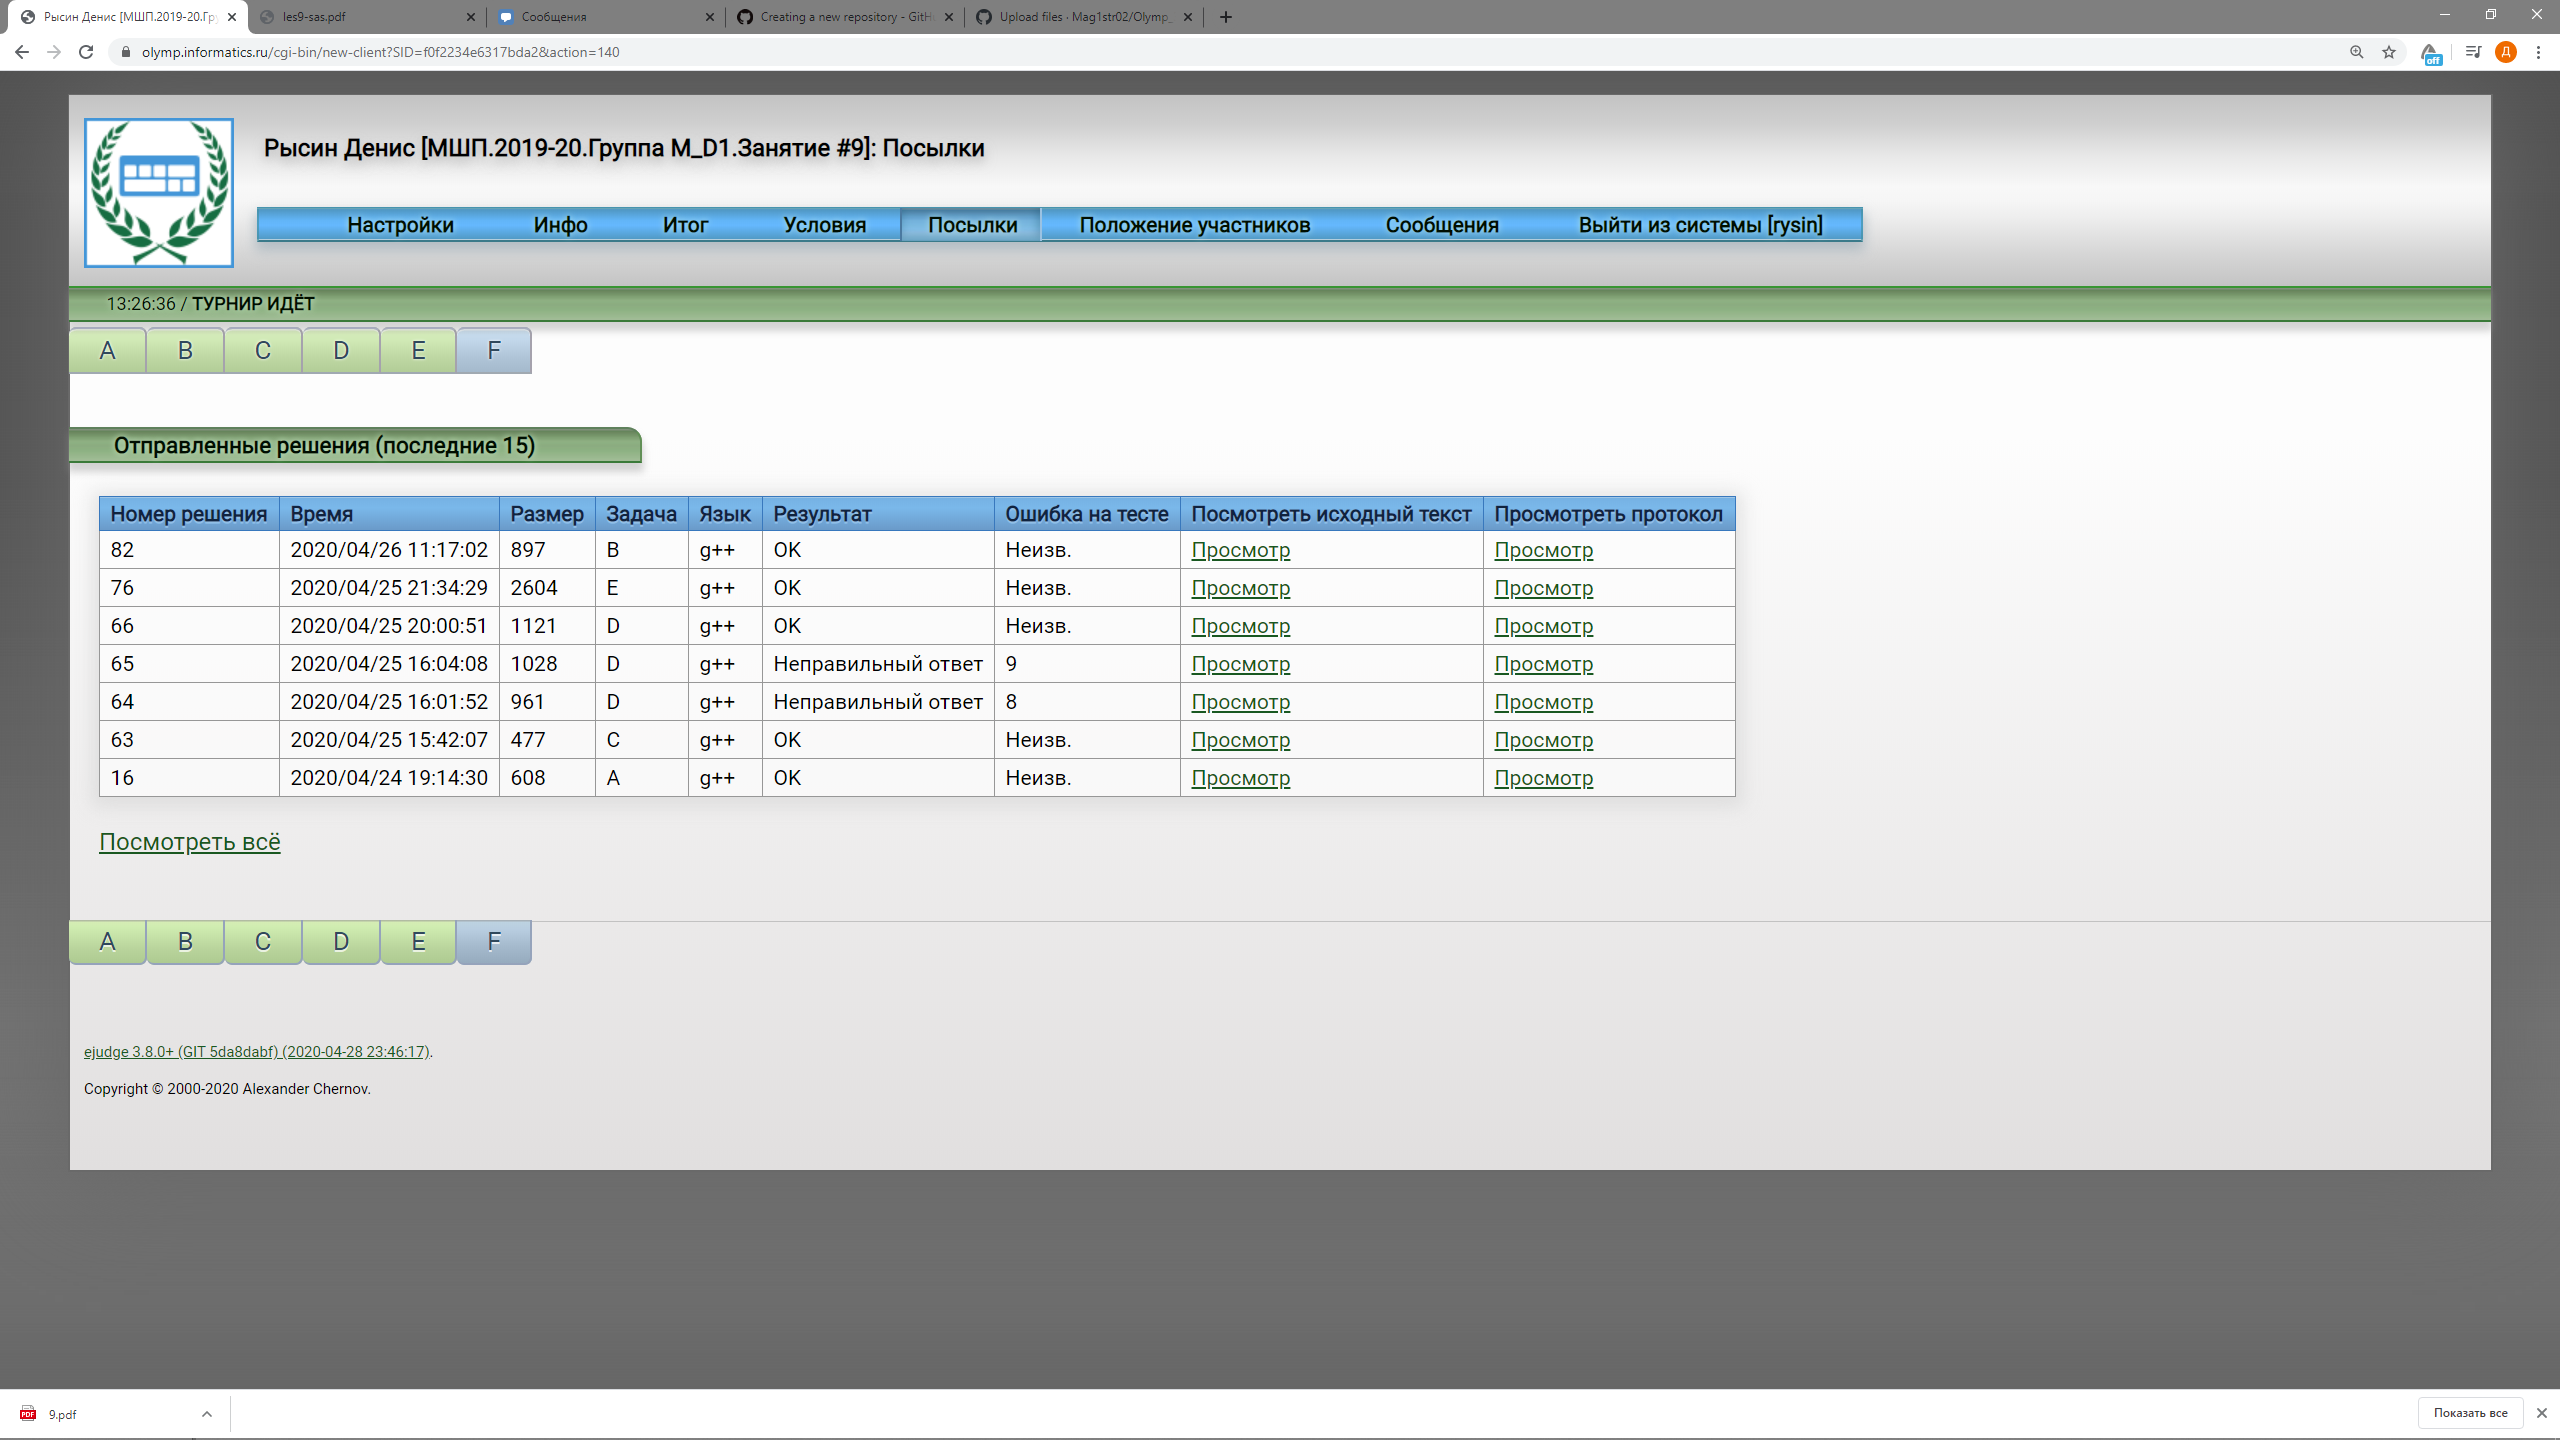 Рысин Денис [МШП.2019-20.Гру
les9-sas.pdf
Сообщения
Creating a new repository - GitH
Upload files · Mag1str02/Olymp_
olymp.informatics.ru/cgi-bin/new-client?SID=f0f2234e6317bda2&action=140
off
Д
Рысин Денис [МШП.2019-20.Группа M_D1.Занятие #9]: Посылки
Настройки Инфо Итог Условия Посылки Положение участников Сообщения Выйти из системы [rysin]
13:26:36 / ТУРНИР ИДЁТ
A B C D E F
Отправленные решения (последние 15)
Номер решения Время Размер Задача Язык Результат Ошибка на тесте Посмотреть исходный текст Просмотреть протокол
82 2020/04/26 11:17:02 897 B g++ OK Неизв. Просмотр Просмотр
76 2020/04/25 21:34:29 2604 E g++ OK Неизв. Просмотр Просмотр
66 2020/04/25 20:00:51 1121 D g++ OK Неизв. Просмотр Просмотр
65 2020/04/25 16:04:08 1028 D g++ Неправильный ответ 9 Просмотр Просмотр
64 2020/04/25 16:01:52 961 D g++ Неправильный ответ 8 Просмотр Просмотр
63 2020/04/25 15:42:07 477 C g++ OK Неизв. Просмотр Просмотр
16 2020/04/24 19:14:30 608 A g++ OK Неизв. Просмотр Просмотр
Посмотреть всё
A B C D E F
ejudge 3.8.0+ (GIT 5da8dabf) (2020-04-28 23:46:17).
Copyright © 2000-2020 Alexander Chernov.
PDF 9.pdf
Показать все